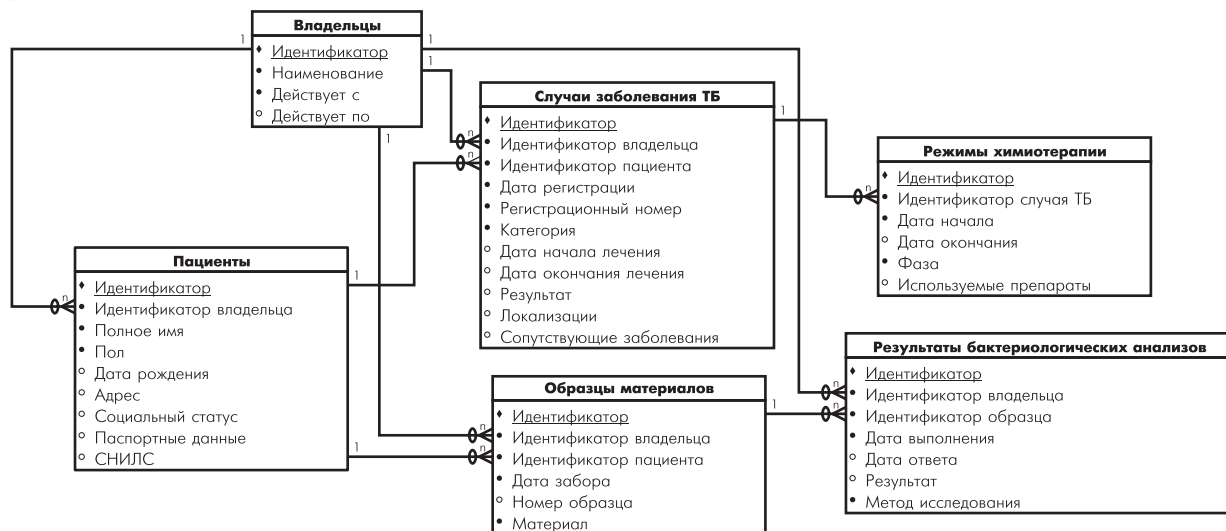 Владельцы
Идентификатор
Наименование
Действует с
Действует по
1
1
1
1
Случаи заболевания ТБ
Идентификатор
Идентификатор владельца
Идентификатор пациента
Дата регистрации
Регистрационный номер
Категория
Дата начала лечения
Дата окончания лечения
Результат
Локализации
Сопутствующие заболевания
n
n
1
Режимы химиотерапии
Идентификатор
Идентификатор случая ТБ
Дата начала
Дата окончания
Фаза
Используемые препараты
n
Пациенты
Идентификатор
Идентификатор владельца
Полное имя
Пол
Дата рождения
Адрес
Социальный статус
Паспортные данные
СНИЛС
n
1
1
Образцы материалов
Идентификатор
Идентификатор владельца
Идентификатор пациента
Дата забора
Номер образца
Материал
n
n
1
Результаты бактериологических анализов
Идентификатор
Идентификатор владельца
Идентификатор образца
Дата выполнения
Дата ответа
Результат
Метод исследования
n
n